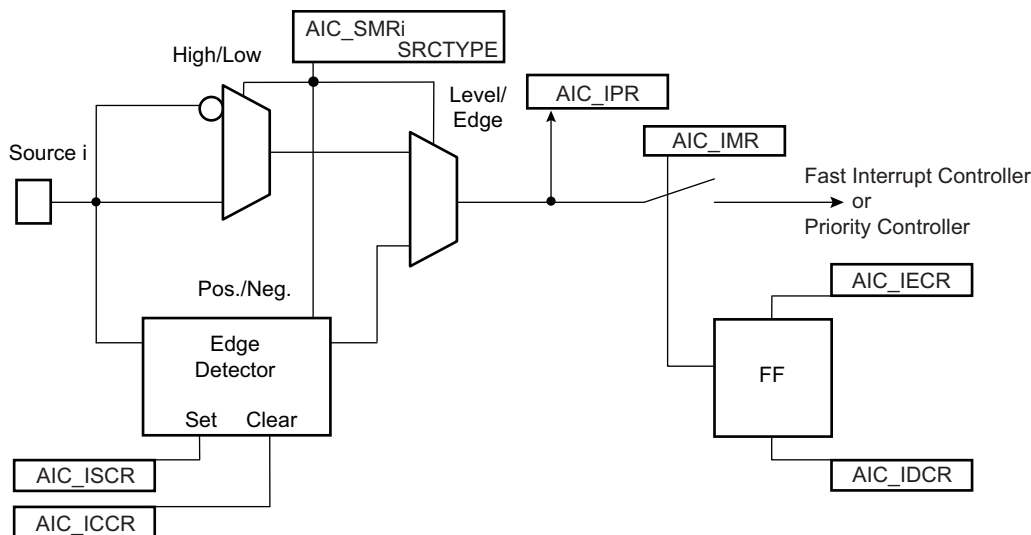 AIC_SMRi
SRCTYPE
High/Low
Level/
Edge
AIC_IPR
AIC_IMR
Source i
Fast Interrupt Controller
or
Priority Controller
Pos./Neg.
AIC_IECR
Edge
Detector
FF
Set Clear
AIC_ISCR
AIC_IDCR
AIC_ICCR